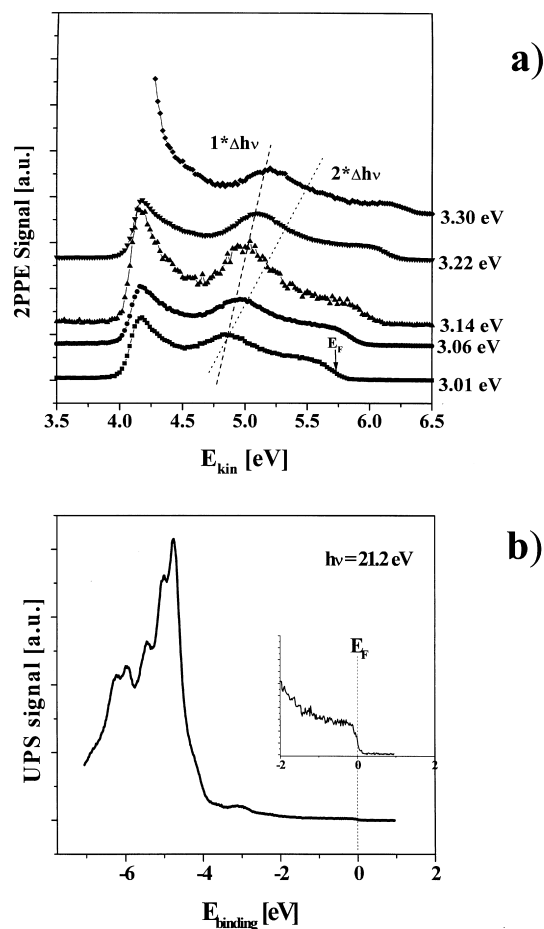 a)
1*Δhν
2*Δhν
2PPE Signal [a.u.]
3.30 eV
3.22 eV
3.14 eV
3.06 eV
3.01 eV
E_F
3.5 4.0 4.5 5.0 5.5 6.0 6.5
E_kin [eV]
b)
hν=21.2 eV
UPS signal [a.u.]
E_F
-2 0 2
-6 -4 -2 0 2
E_binding [eV]